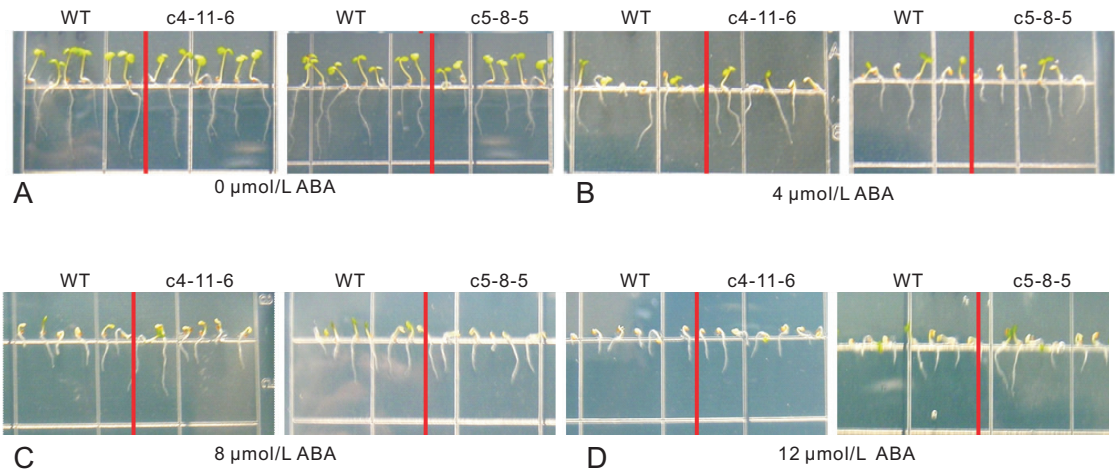 WT c4-11-6 WT c5-8-5 WT c4-11-6 WT c5-8-5
A 0 μmol/L ABA B 4 μmol/L ABA
WT c4-11-6 WT c5-8-5 WT c4-11-6 WT c5-8-5
C 8 μmol/L ABA D 12 μmol/L ABA